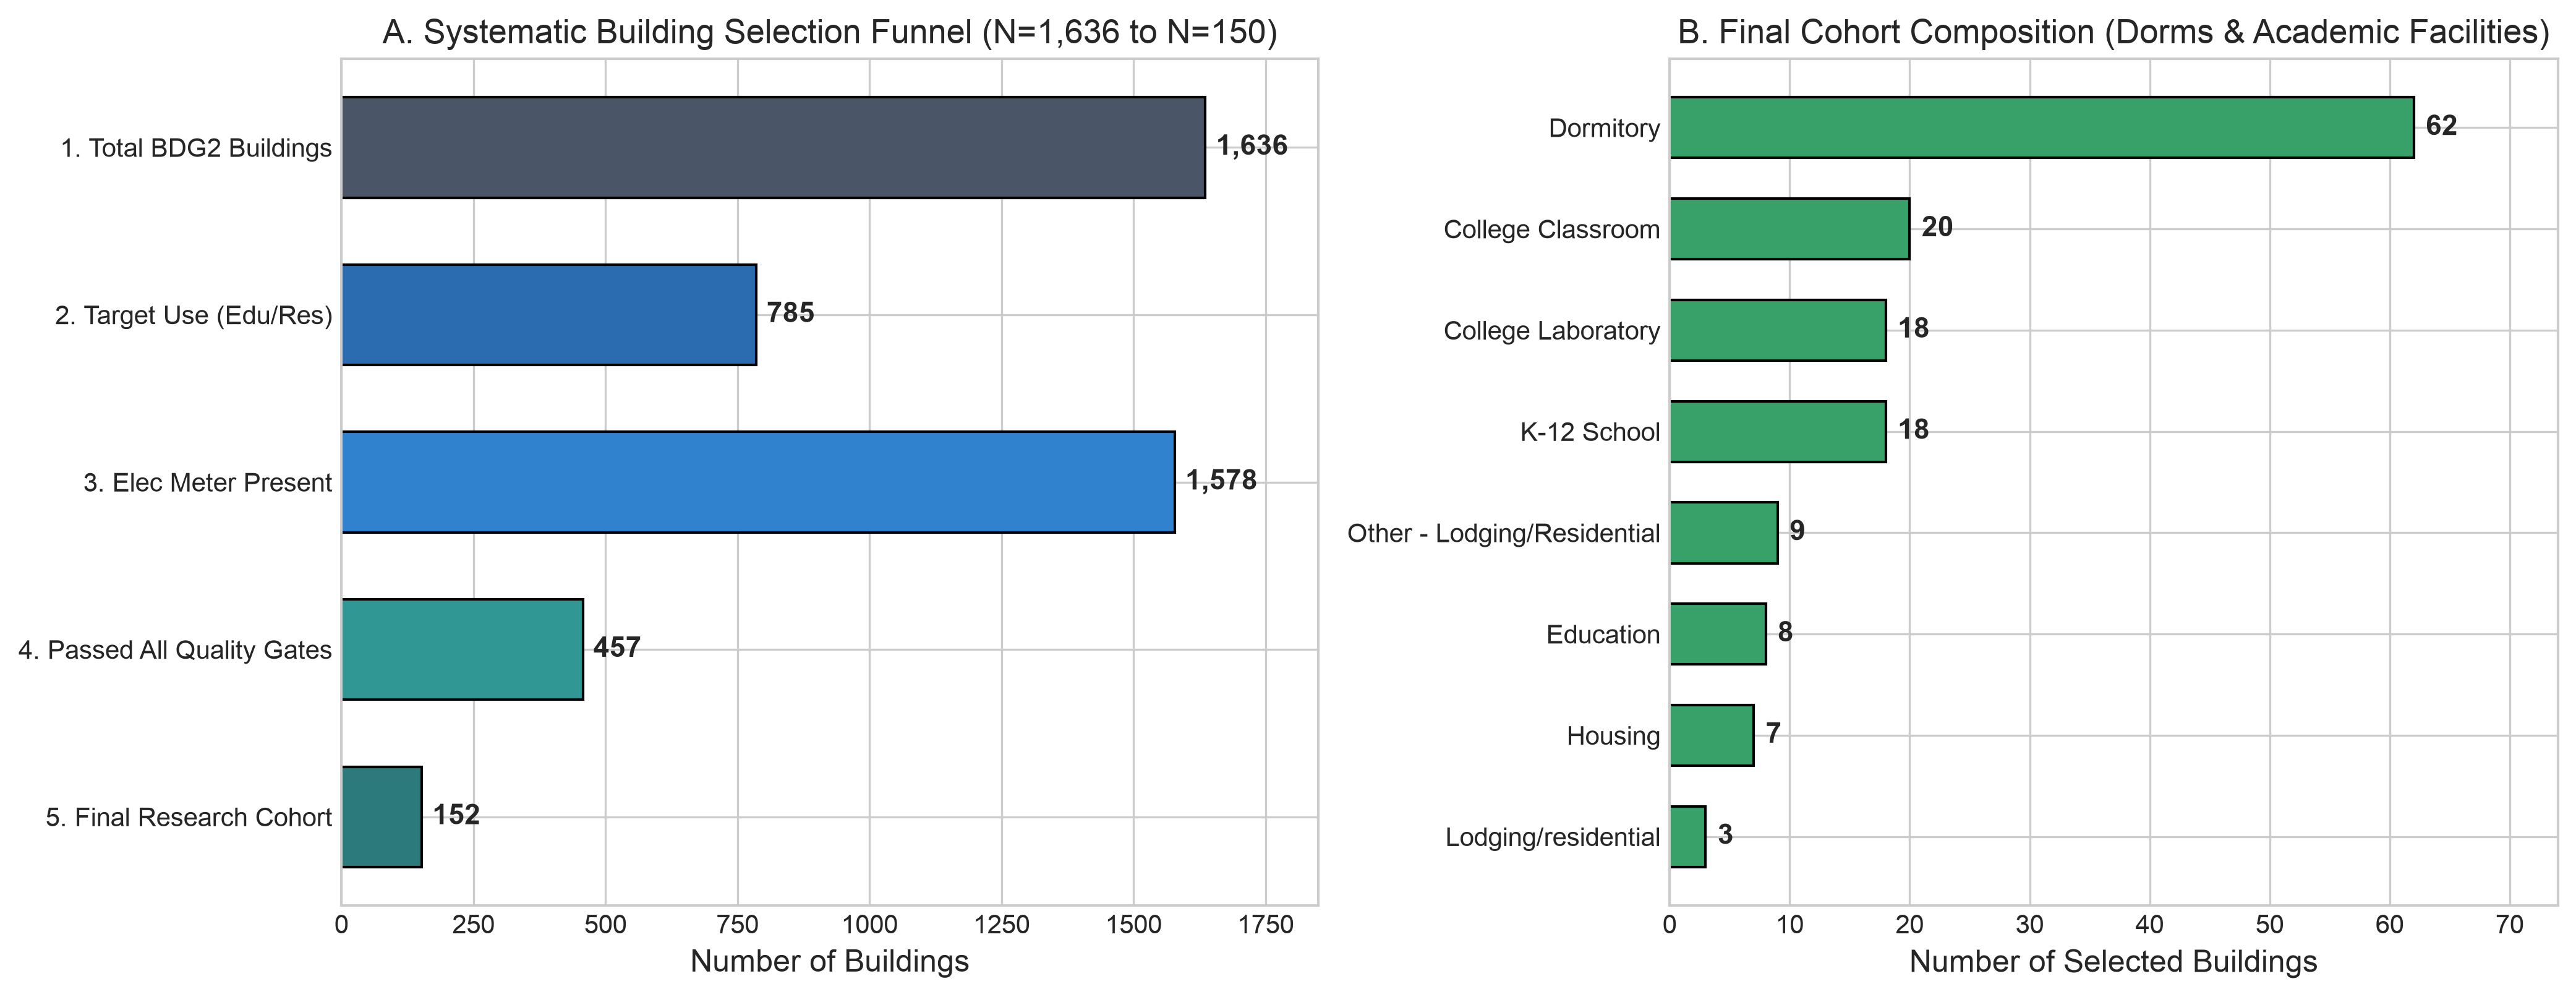 A. Systematic Building Selection Funnel (N=1,636 to N=150)
1. Total BDG2 Buildings
1,636
2. Target Use (Edu/Res)
785
3. Elec Meter Present
1,578
4. Passed All Quality Gates
457
5. Final Research Cohort
152
0 250 500 750 1000 1250 1500 1750
Number of Buildings
B. Final Cohort Composition (Dorms & Academic Facilities)
Dormitory
62
College Classroom
20
College Laboratory
18
K-12 School
18
Other - Lodging/Residential
9
Education
8
Housing
7
Lodging/residential
3
0 10 20 30 40 50 60 70
Number of Selected Buildings